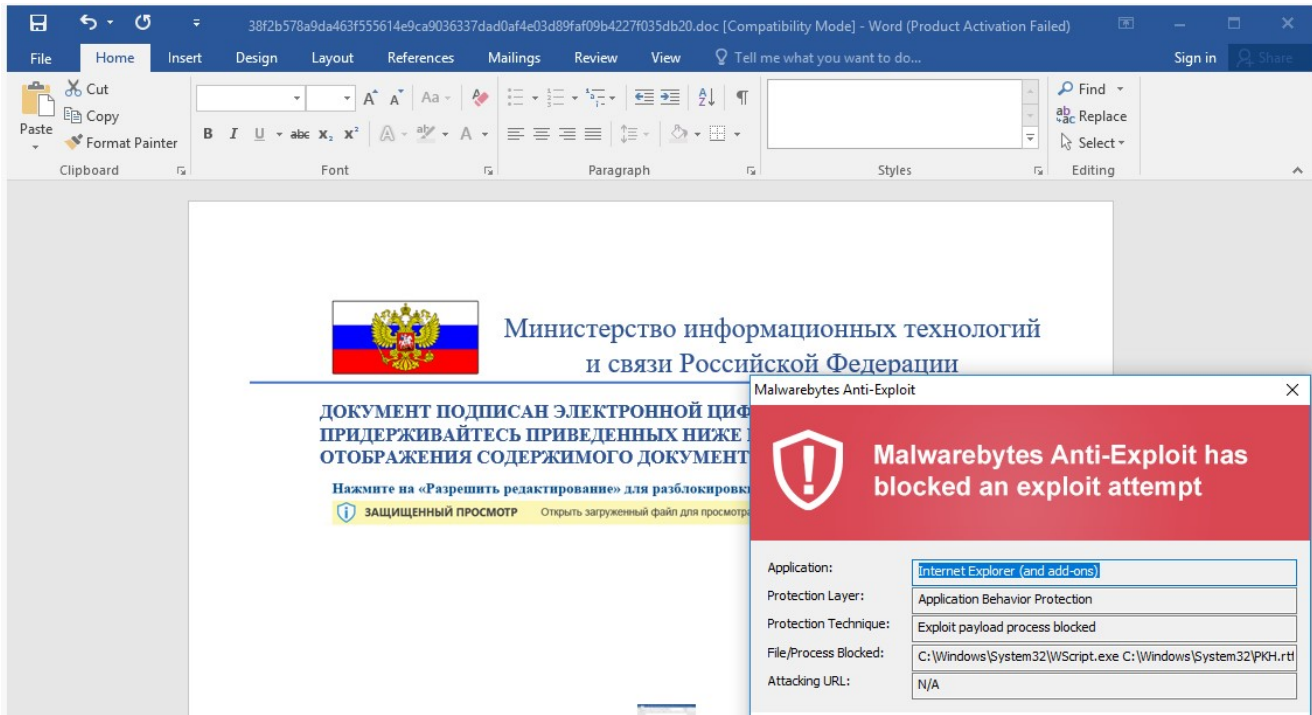 38f2b578a9da463f555614e9ca9036337dad0af4e03d89faf09b4227f035db20.doc [Compatibility Mode] - Word (Product Activation Failed)
File Home Insert Design Layout References Mailings Review View Tell me what you want to do... Sign in Share
Paste
Cut
Copy
Format Painter
Clipboard
Font
Paragraph
Styles
Find
Replace
Select
Editing
Министерство информационных технологий
и связи Российской Федерации
ДОКУМЕНТ ПОДПИСАН ЭЛЕКТРОННОЙ
ПРИДЕРЖИВАЙТЕСЬ ПРИВЕДЕННЫХ НИЖЕ
ОТОБРАЖЕНИЯ СОДЕРЖИМОГО
Нажмите на «Разрешить редактирование» для
ЗАЩИЩЕННЫЙ ПРОСМОТР Открыть загруженный файл для
Malwarebytes Anti-Exploit
Malwarebytes Anti-Exploit has
blocked an exploit attempt
Application: Internet Explorer (and add-ons)
Protection Layer: Application Behavior Protection
Protection Technique: Exploit payload process blocked
File/Process Blocked: C:\Windows\System32\WScript.exe C:\Windows\System32\PKH.rtf
Attacking URL: N/A